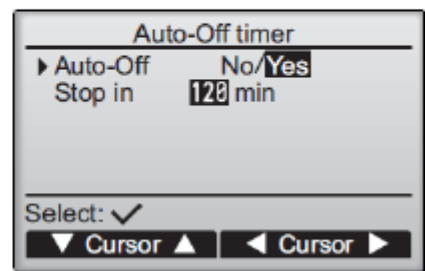 Auto-Off timer
▶ Auto-Off No/Yes
Stop in 120 min
Select: ✓
▼ Cursor ▲ ◀ Cursor ▶